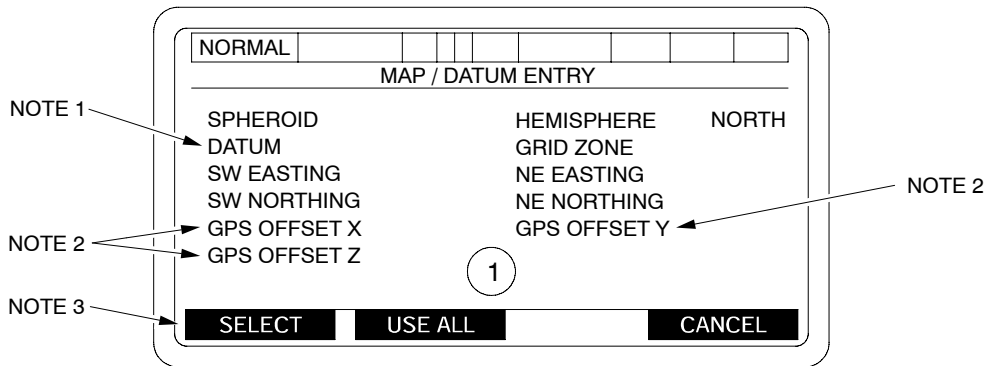 NORMAL
MAP / DATUM ENTRY
NOTE 1
SPHEROID HEMISPHERE NORTH
DATUM GRID ZONE
SW EASTING NE EASTING
SW NORTHING NE NORTHING
NOTE 2
GPS OFFSET X GPS OFFSET Y
NOTE 2
GPS OFFSET Z
1
NOTE 3
SELECT USE ALL CANCEL